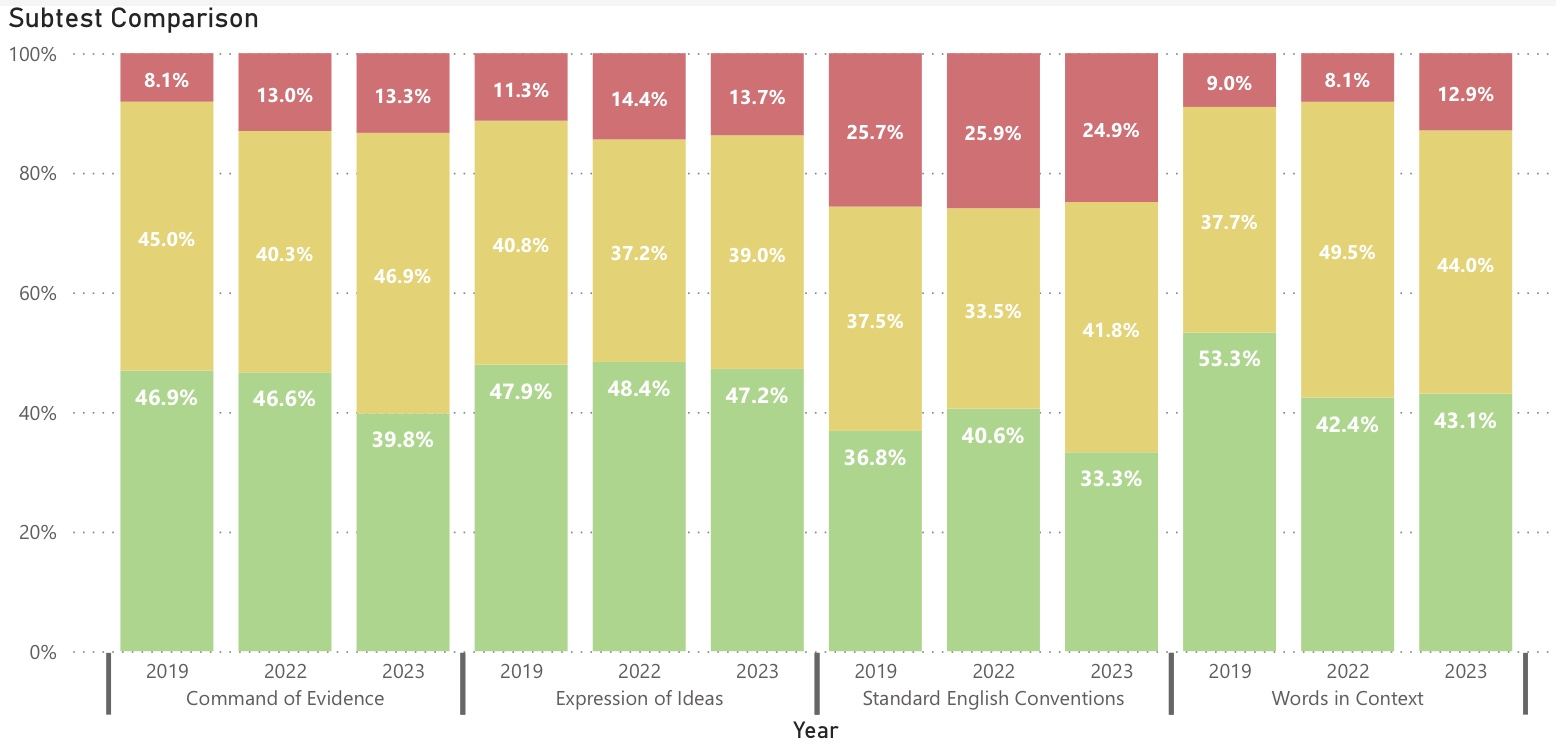 Subtest Comparison
100%
80%
60%
40%
20%
0%
8.1% 13.0% 13.3% 11.3% 14.4% 13.7% 25.7% 25.9% 24.9% 9.0% 8.1% 12.9%
45.0% 40.3% 46.9% 40.8% 37.2% 39.0% 37.5% 33.5% 41.8% 37.7% 49.5% 44.0%
46.9% 46.6% 39.8% 47.9% 48.4% 47.2% 36.8% 40.6% 33.3% 53.3% 42.4% 43.1%
2019 2022 2023 2019 2022 2023 2019 2022 2023 2019 2022 2023
Command of Evidence Expression of Ideas Standard English Conventions Words in Context
Year